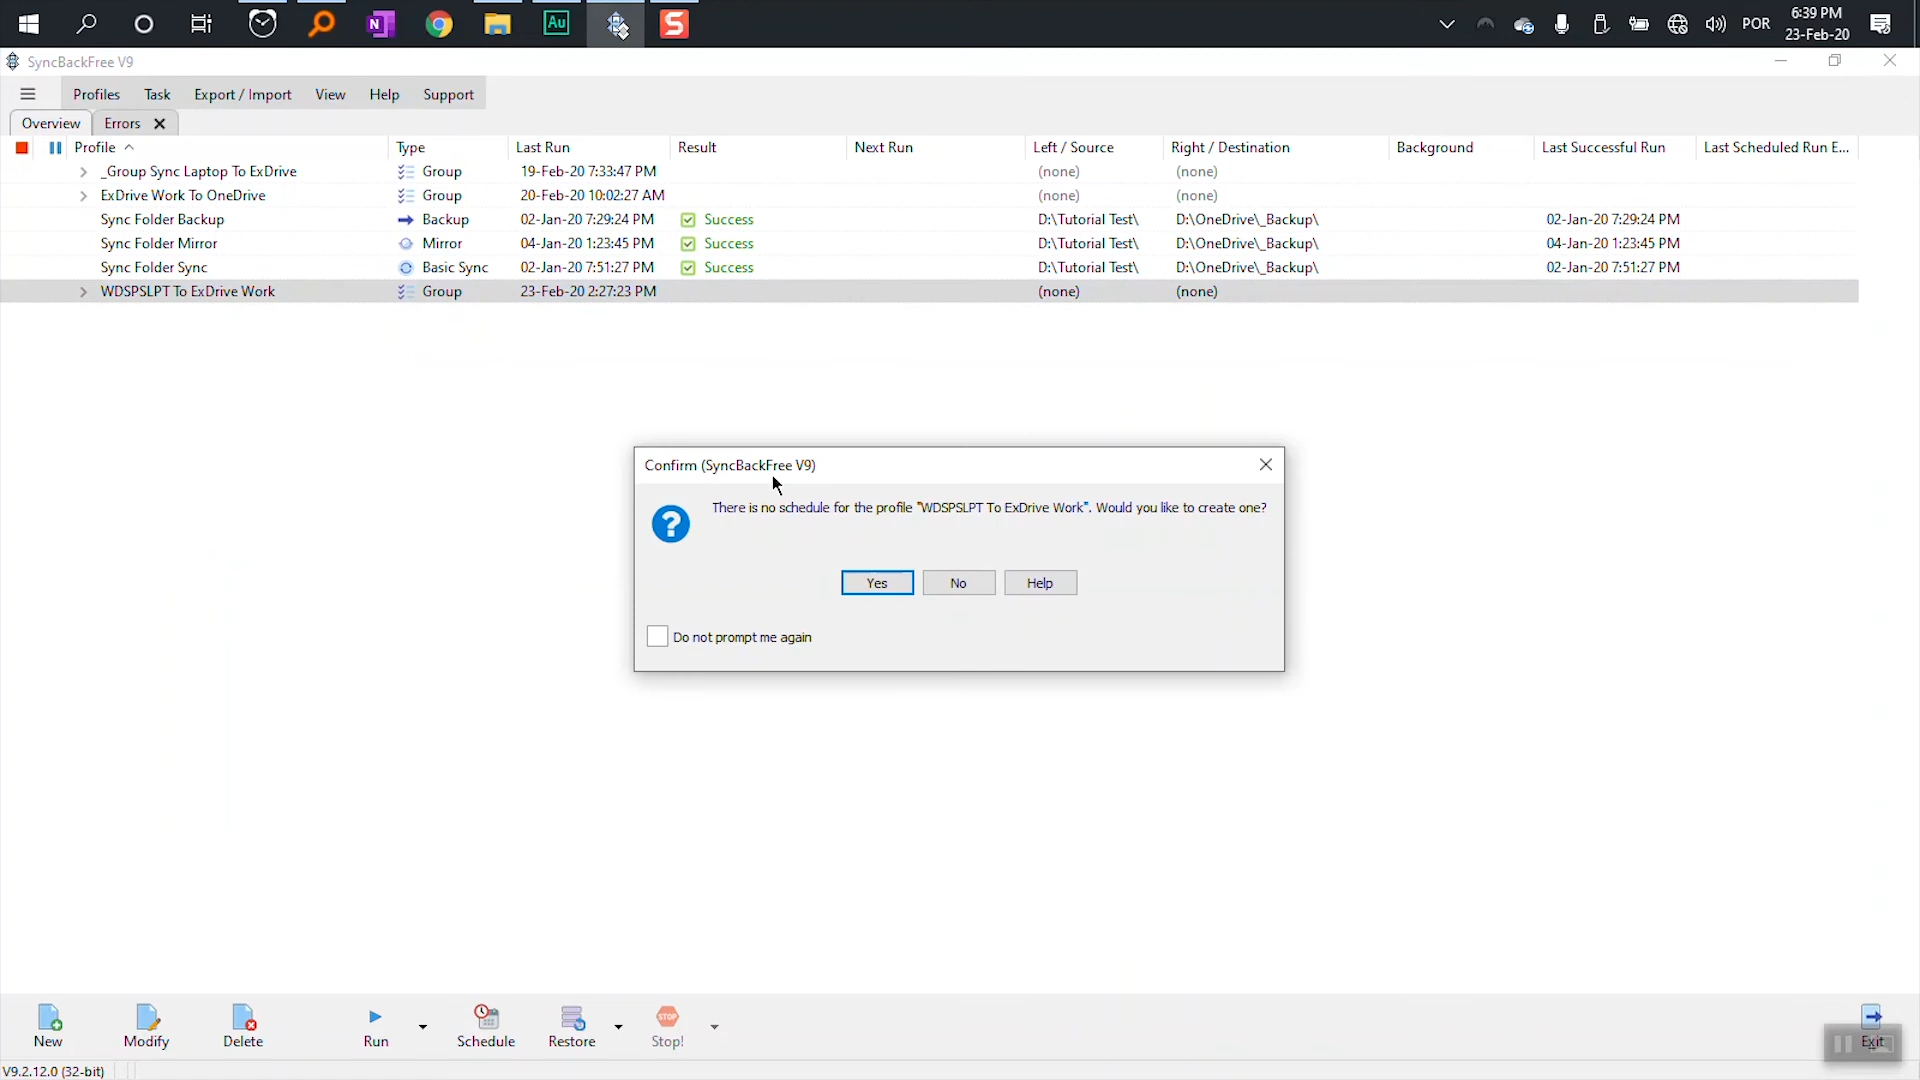 6:39 PM
POR
23-Feb-20
Au
N
S
SyncBackFree V9
Profiles Task Export / Import View Help Support
Overview Errors
Profile Type Last Run Result Next Run Left / Source Right / Destination Background Last Successful Run Last Scheduled Run E...
_Group Sync Laptop To ExDrive Group 19-Feb-20 7:33:47 PM (none) (none)
ExDrive Work To OneDrive Group 20-Feb-20 10:02:27 AM (none) (none)
Sync Folder Backup Backup 02-Jan-20 7:29:24 PM Success D:\Tutorial Test\ D:\OneDrive\_Backup\ 02-Jan-20 7:29:24 PM
Sync Folder Mirror Mirror 04-Jan-20 1:23:45 PM Success D:\Tutorial Test\ D:\OneDrive\_Backup\ 04-Jan-20 1:23:45 PM
Sync Folder Sync Basic Sync 02-Jan-20 7:51:27 PM Success D:\Tutorial Test\ D:\OneDrive\_Backup\ 02-Jan-20 7:51:27 PM
WDSPSLPT To ExDrive Work Group 23-Feb-20 2:27:23 PM (none) (none)
Confirm (SyncBackFree V9)
There is no schedule for the profile "WDSPSLPT To ExDrive Work". Would you like to create one?
Yes No Help
Do not prompt me again
STOP
New Modify Delete Run Schedule Restore Stop! Exit
V9.2.12.0 (32-bit)